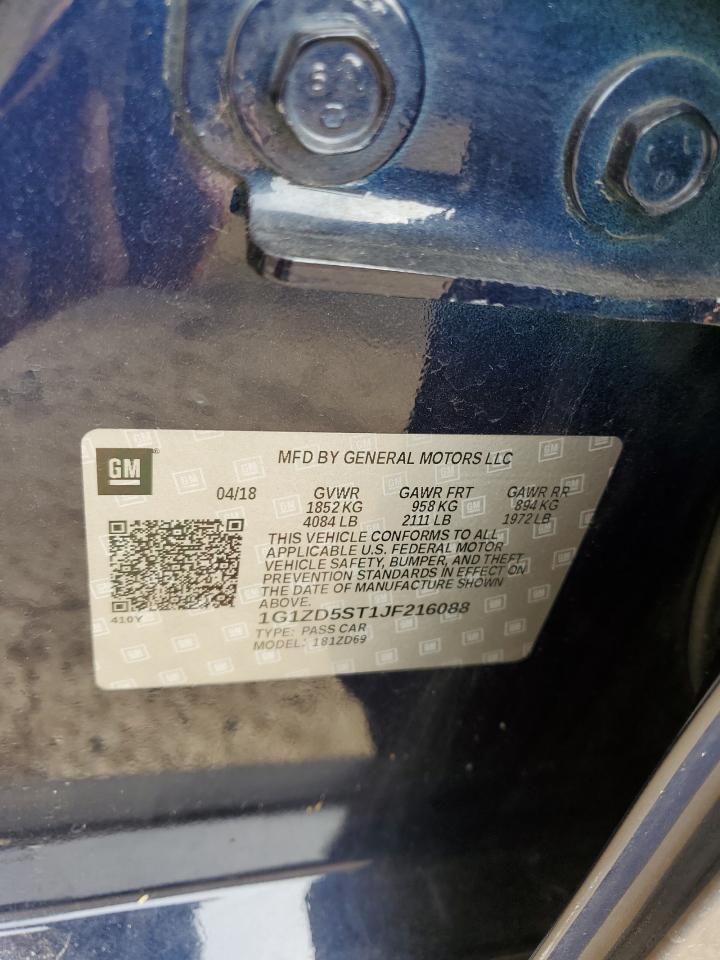 GM
MFD BY GENERAL MOTORS LLC
04/18 GVWR GAWR FRT GAWR RR
1852 KG 958 KG 894 KG
4084 LB 2111 LB 1972 LB
THIS VEHICLE CONFORMS TO ALL
APPLICABLE U.S. FEDERAL MOTOR
VEHICLE SAFETY, BUMPER, AND THEFT
PREVENTION STANDARDS IN EFFECT ON
THE DATE OF MANUFACTURE SHOWN
ABOVE.
410Y
1G1ZD5ST1JF216088
TYPE: PASS CAR
MODEL: 181ZD69